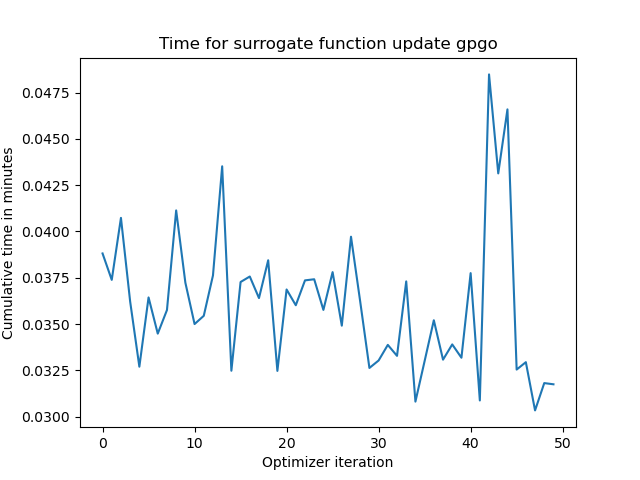 Time for surrogate function update gpgo
0.0475
0.0450
0.0425
0.0400
0.0375
0.0350
0.0325
0.0300
Cumulative time in minutes
0 10 20 30 40 50
Optimizer iteration